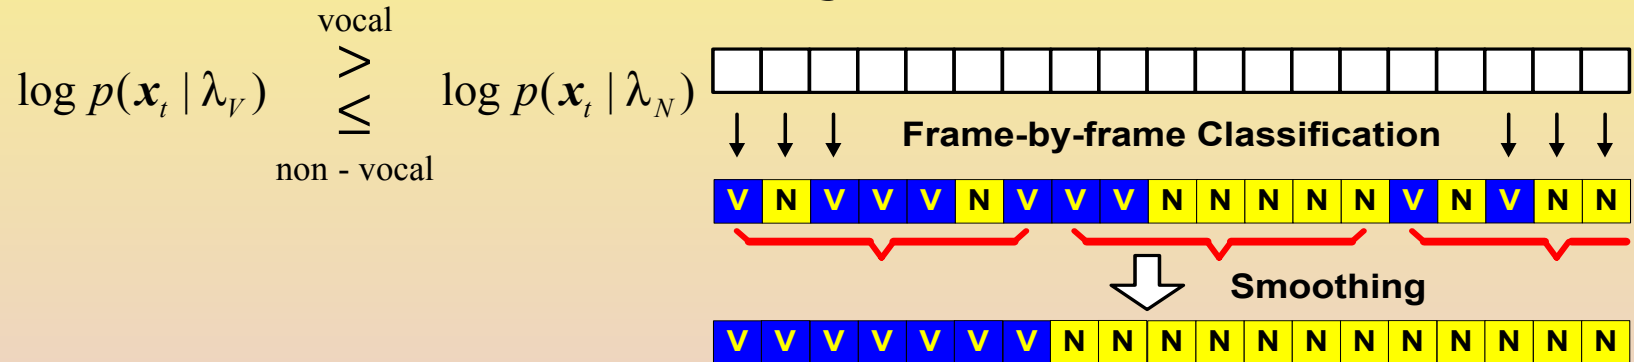 vocal
log p(x_t | λ_V) > ≤ log p(x_t | λ_N)
non - vocal
Frame-by-frame Classification
V N V V V N V V V N N N N N V N V N N
Smoothing
V V V V V V V N N N N N N N N N N N N